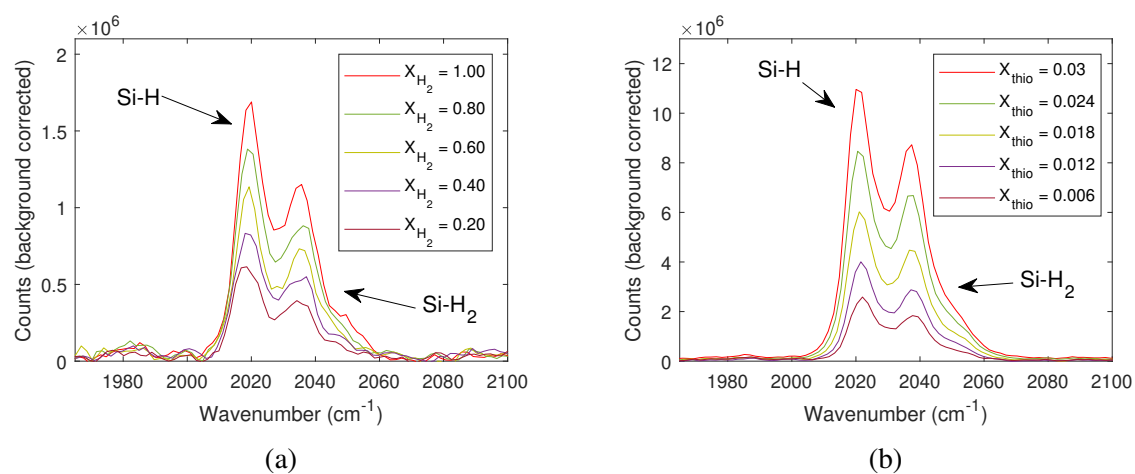 ×10⁶
2
1.5
1
0.5
0
Counts (background corrected)
Si-H
Si-H₂
X_H₂ = 1.00
X_H₂ = 0.80
X_H₂ = 0.60
X_H₂ = 0.40
X_H₂ = 0.20
1980 2000 2020 2040 2060 2080 2100
Wavenumber (cm⁻¹)
(a)
×10⁶
12
10
8
6
4
2
0
Counts (background corrected)
Si-H
Si-H₂
X_thio = 0.03
X_thio = 0.024
X_thio = 0.018
X_thio = 0.012
X_thio = 0.006
1980 2000 2020 2040 2060 2080 2100
Wavenumber (cm⁻¹)
(b)